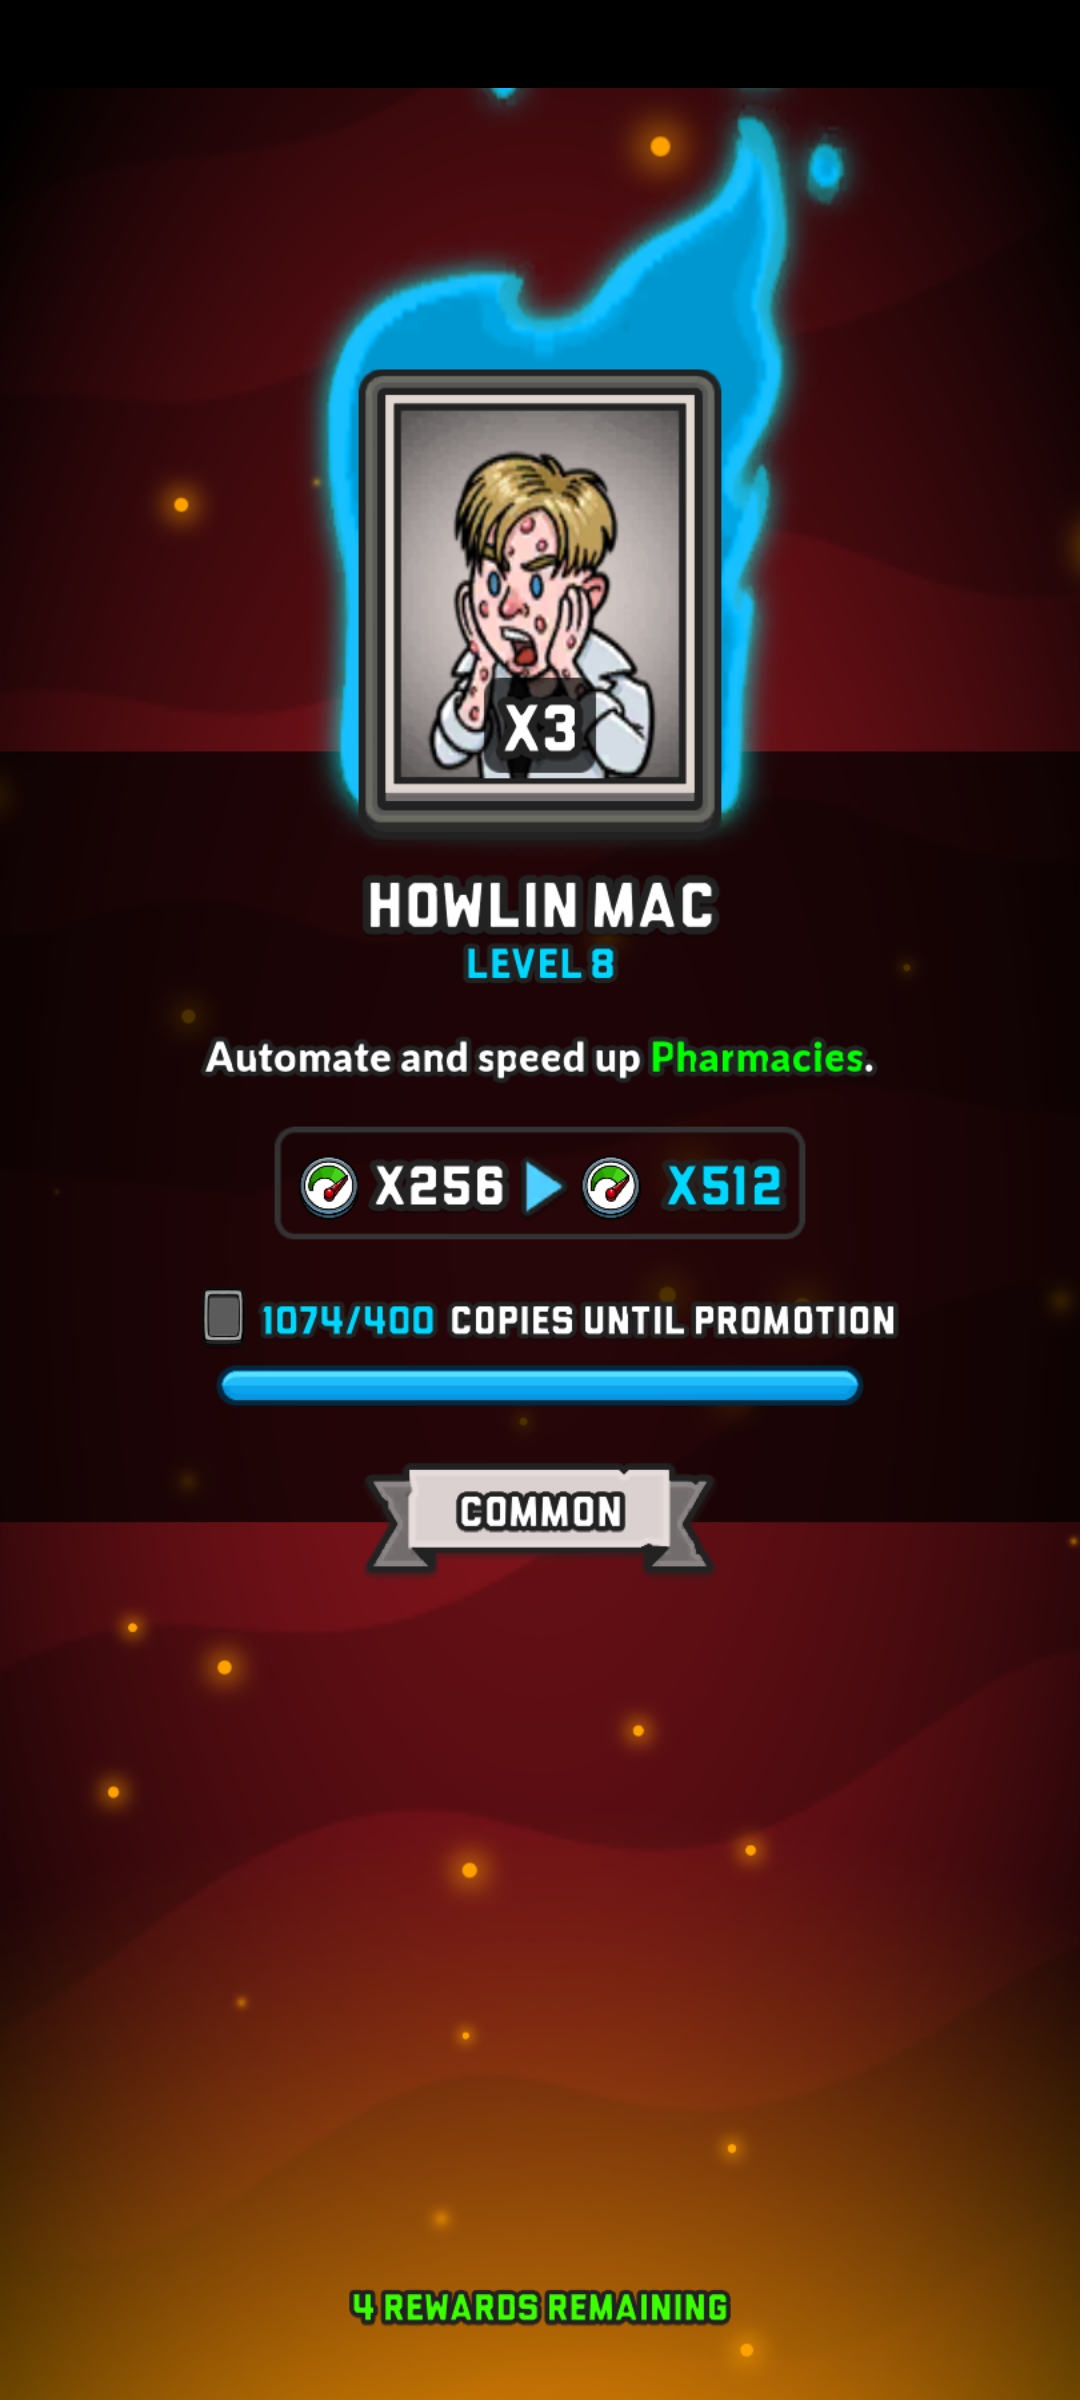 X3
HOWLIN MAC
LEVEL 8
Automate and speed up Pharmacies.
X256 X512
1074/400 COPIES UNTIL PROMOTION
COMMON
4 REWARDS REMAINING